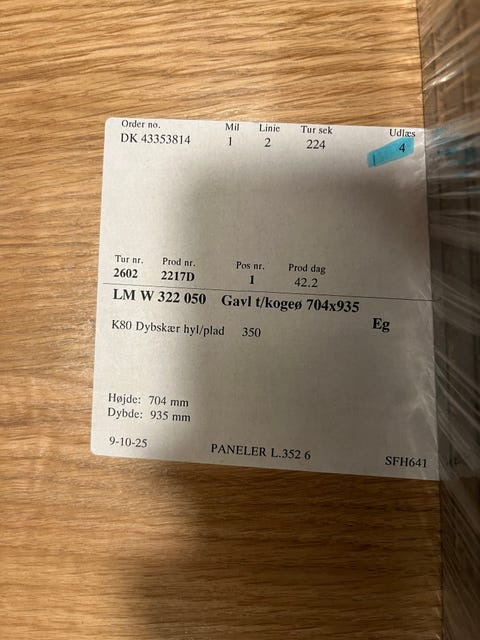 Order no. Mil Linie Tur sek Udlæs
DK 43353814 1 2 224 4
Tur nr. Prod nr. Pos nr. Prod dag
2602 2217D 1 42.2
LM W 322 050 Gavl t/kogeø 704x935
Eg
K80 Dybskær hyl/plad 350
Højde: 704 mm
Dybde: 935 mm
9-10-25 PANELER L.352 6 SFH641